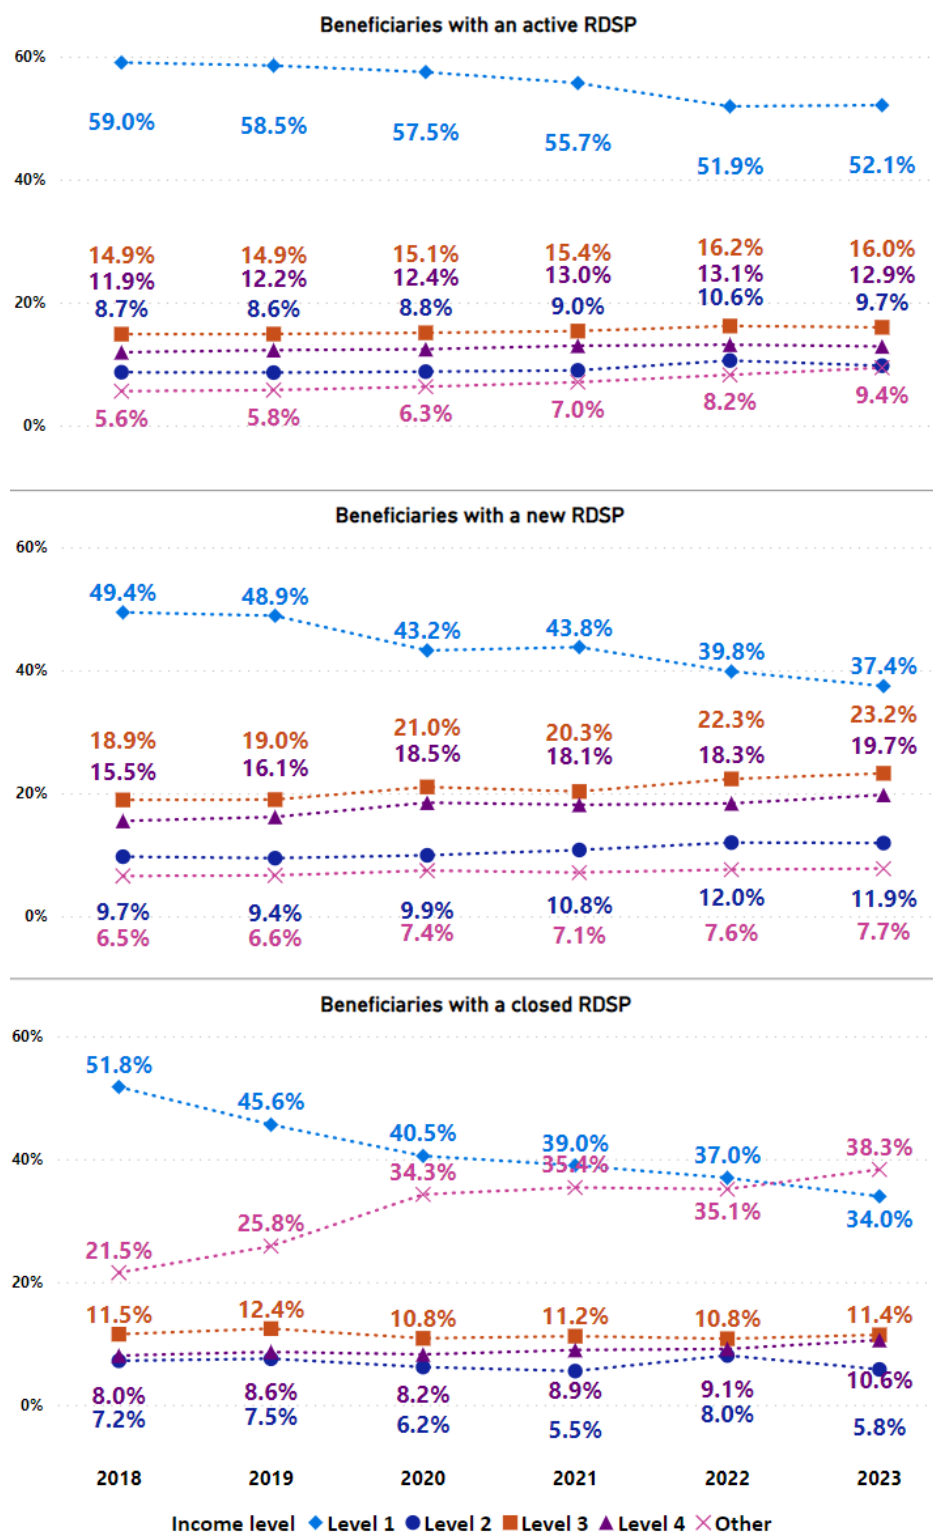 Beneficiaries with an active RDSP
60%
59.0% 58.5% 57.5% 55.7% 51.9% 52.1%
40%
14.9% 14.9% 15.1% 15.4% 16.2% 16.0%
11.9% 12.2% 12.4% 13.0% 13.1% 12.9%
20%
8.7% 8.6% 8.8% 9.0% 10.6% 9.7%
5.6% 5.8% 6.3% 7.0% 8.2% 9.4%
0%
Beneficiaries with a new RDSP
60%
49.4% 48.9% 43.2% 43.8% 39.8% 37.4%
40%
18.9% 19.0% 21.0% 20.3% 22.3% 23.2%
15.5% 16.1% 18.5% 18.1% 18.3% 19.7%
20%
0%
9.7% 9.4% 9.9% 10.8% 12.0% 11.9%
6.5% 6.6% 7.4% 7.1% 7.6% 7.7%
Beneficiaries with a closed RDSP
60%
51.8% 45.6% 40.5% 39.0% 37.0% 34.0%
40%
21.5% 25.8% 34.3% 35.4% 35.1% 38.3%
20%
11.5% 12.4% 10.8% 11.2% 10.8% 11.4%
0%
8.0% 8.6% 8.2% 8.9% 9.1% 10.6%
7.2% 7.5% 6.2% 5.5% 8.0% 5.8%
2018 2019 2020 2021 2022 2023
Income level Level 1 Level 2 Level 3 Level 4 Other